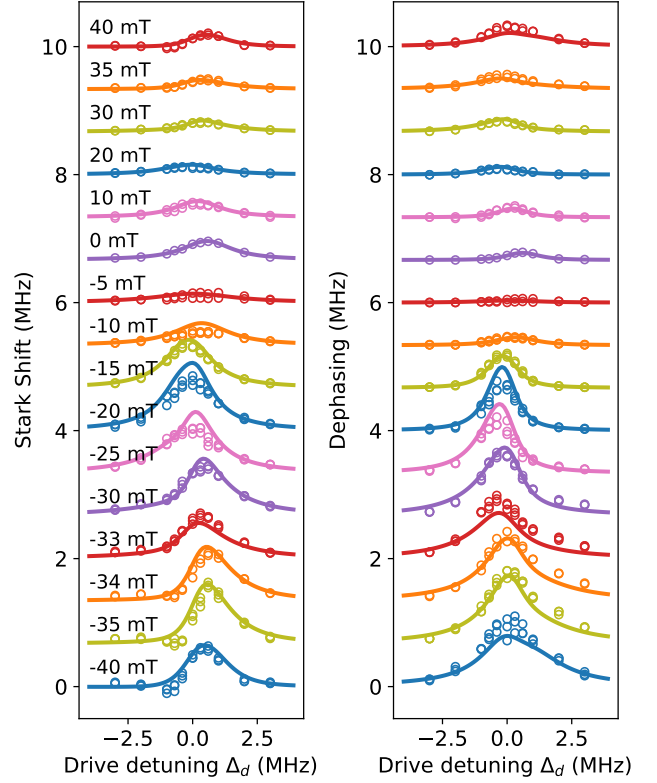 40 mT
35 mT
30 mT
20 mT
10 mT
0 mT
-5 mT
-10 mT
-15 mT
-20 mT
-25 mT
-30 mT
-33 mT
-34 mT
-35 mT
-40 mT
10
8
6
4
2
0
Stark Shift (MHz)
−2.5 0.0 2.5
Drive detuning Δd (MHz)
10
8
6
4
2
0
Dephasing (MHz)
−2.5 0.0 2.5
Drive detuning Δd (MHz)